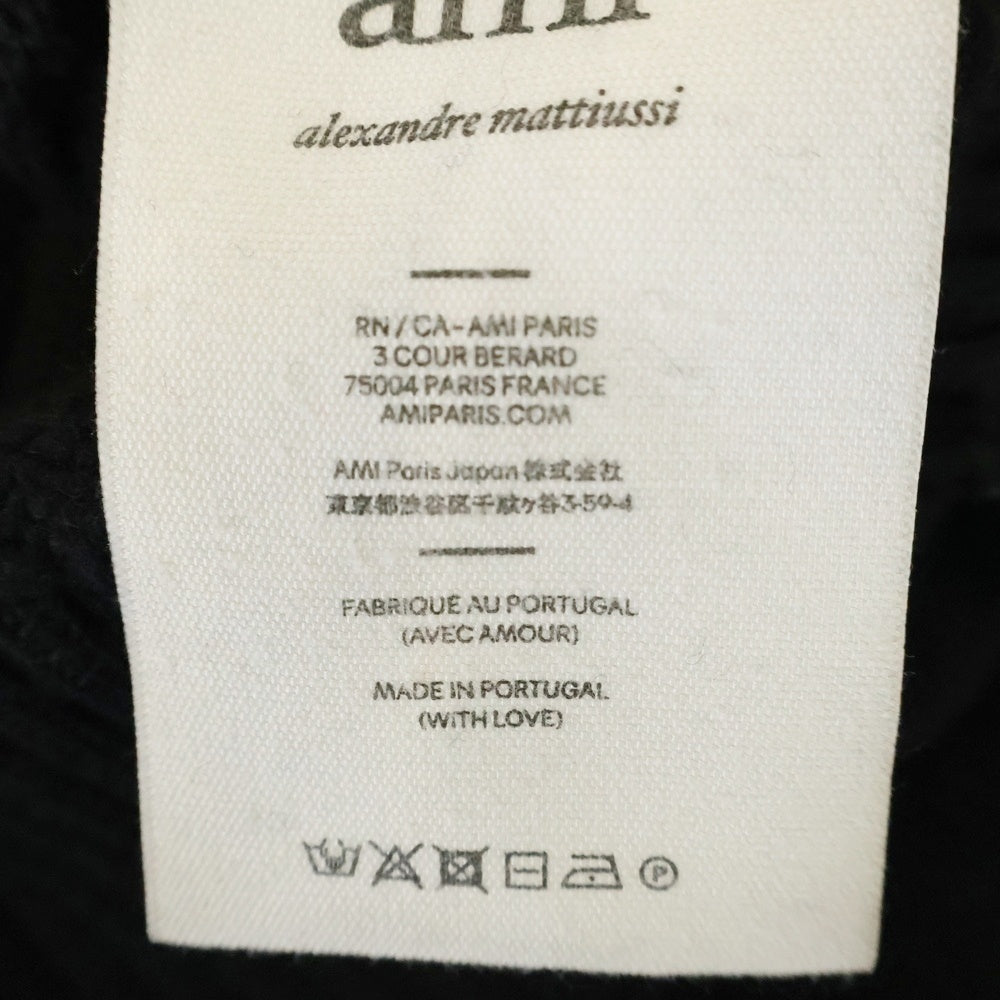 ami
alexandre mattiussi
RN / CA - AMI PARIS
3 COUR BERARD
75004 PARIS FRANCE
AMIPARIS.COM
AMI Paris Japan 株式会社
東京都渋谷区千駄ヶ谷3-59-4
FABRIQUE AU PORTUGAL
(AVEC AMOUR)
MADE IN PORTUGAL
(WITH LOVE)
P